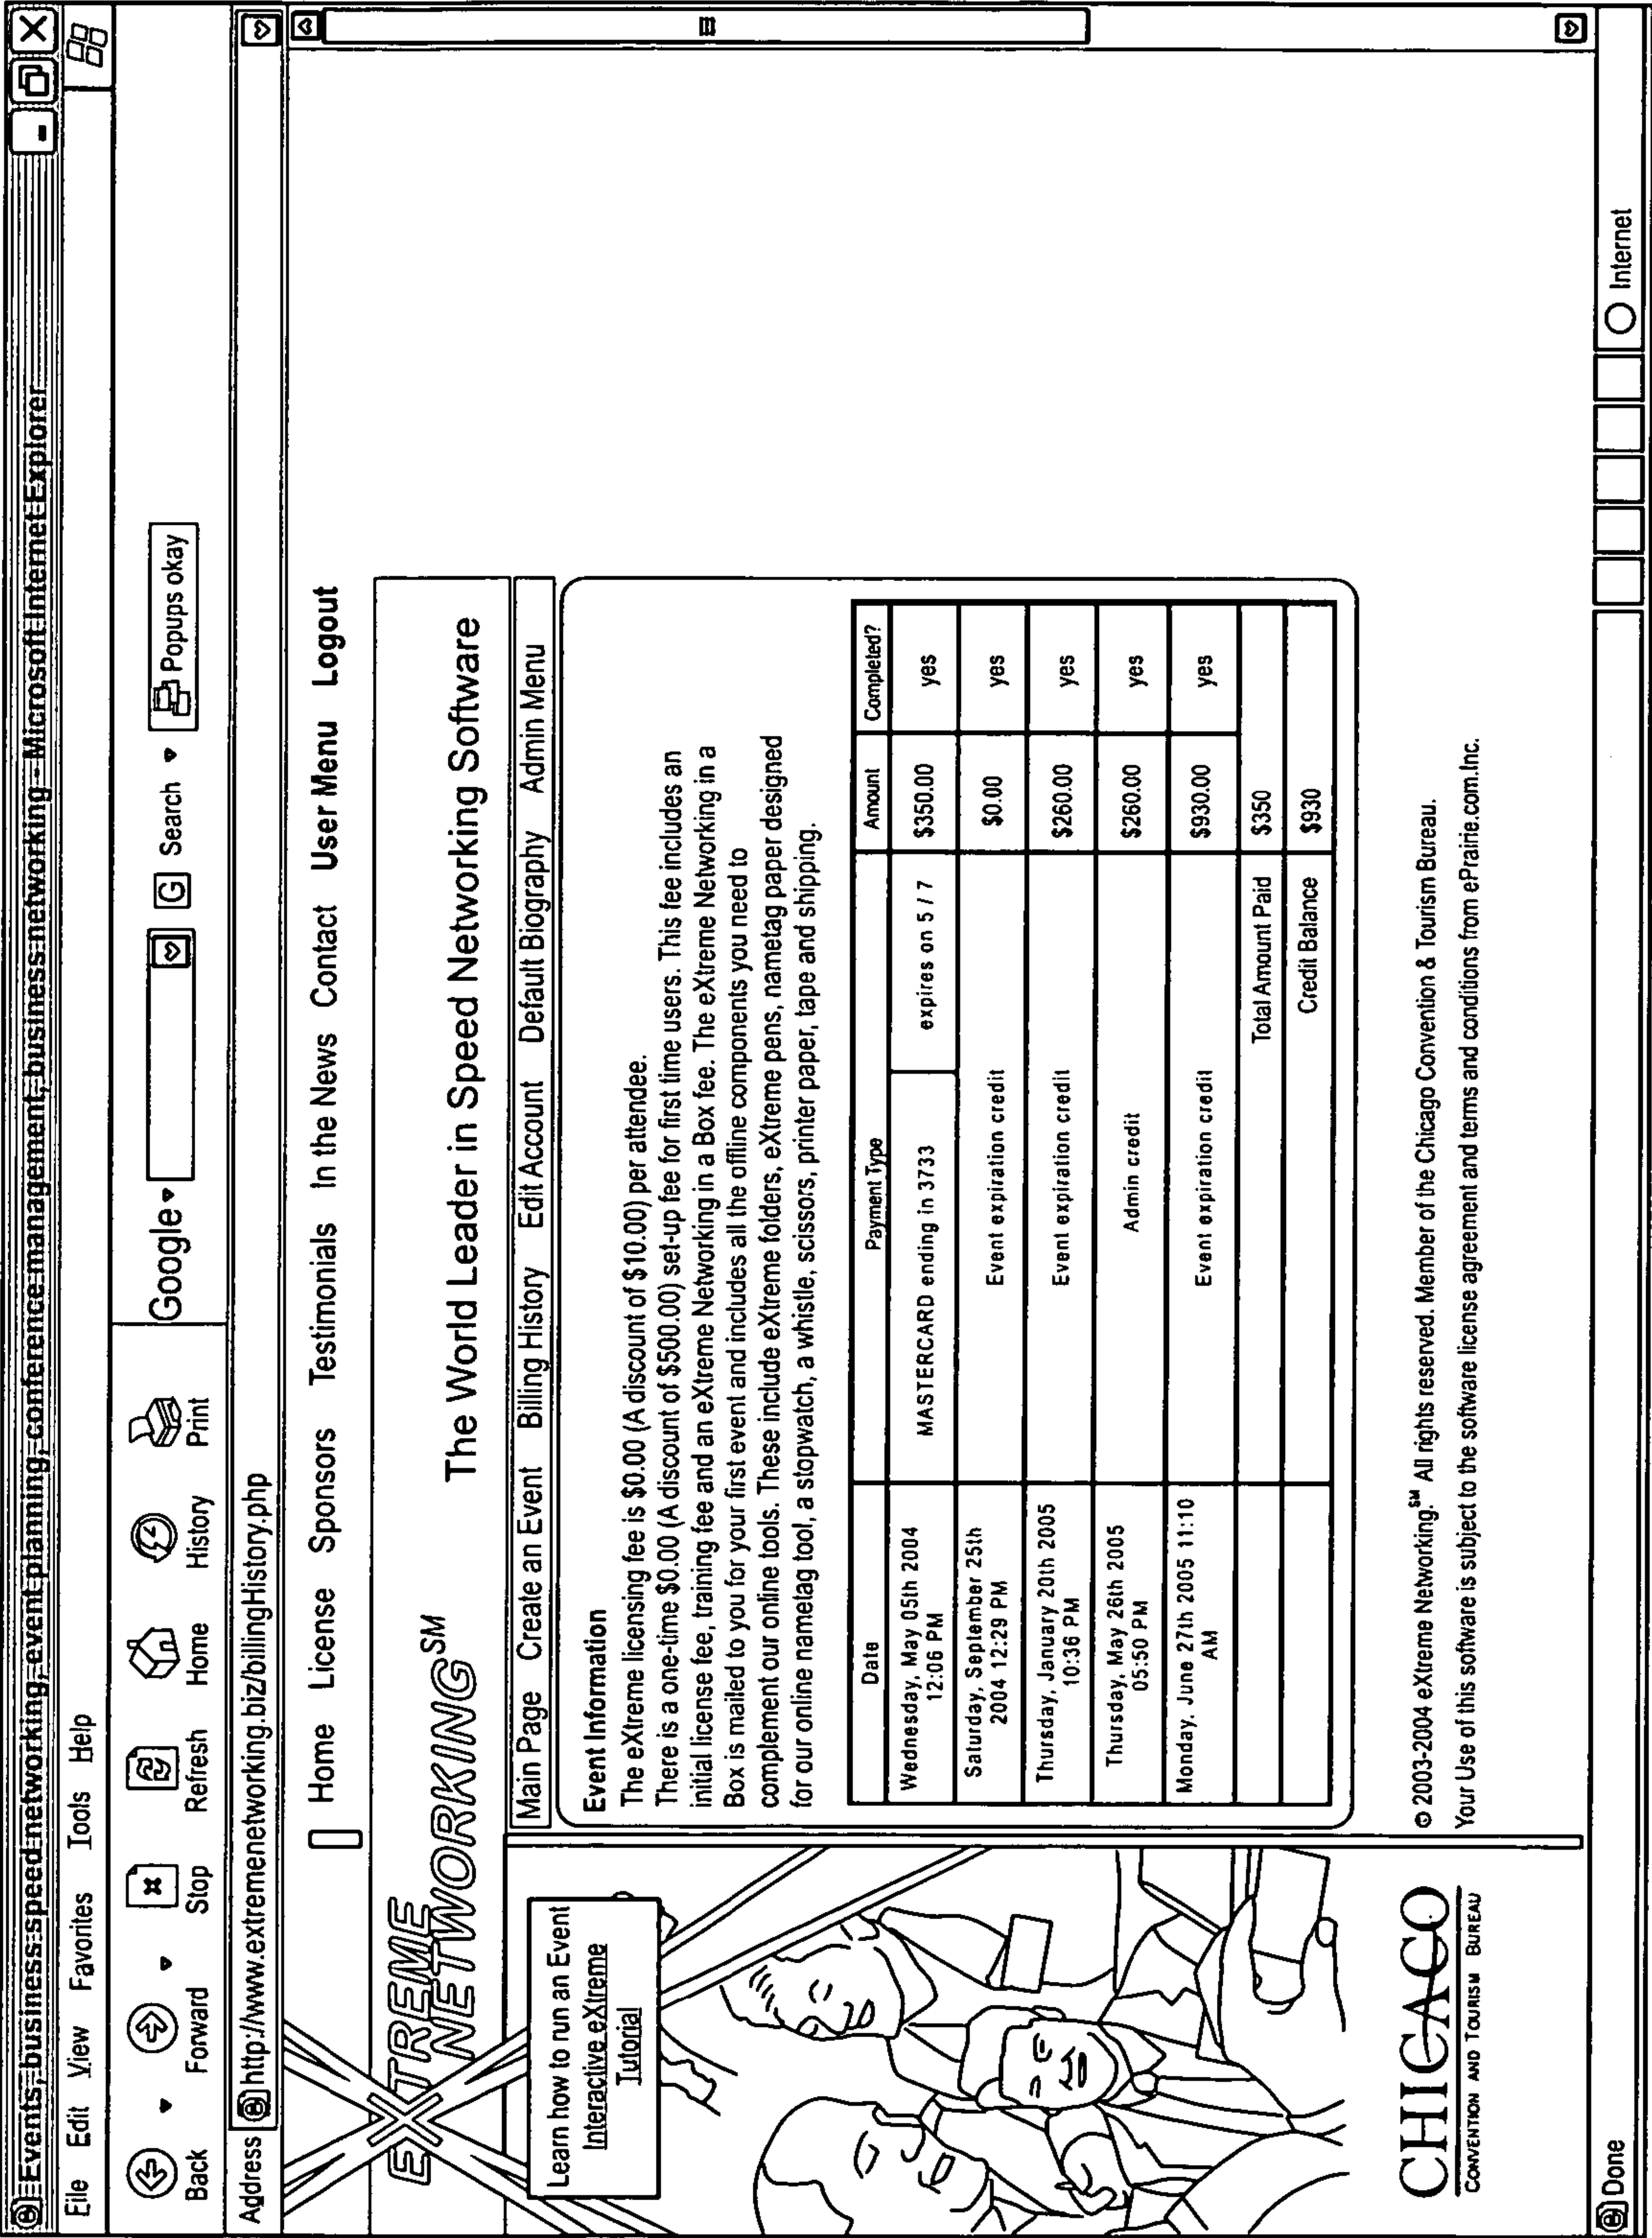 Events, business speed networking, event planning, conference management, business networking - Microsoft Internet Explorer
File Edit View Favorites Tools Help
Back Forward Stop Refresh Home History Print Google G Search Popups okay
Address http://www.extremenetworking.biz/billingHistory.php
Home License Sponsors Testimonials In the News Contact User Menu Logout
EXTREME
NETWORKING SM
The World Leader in Speed Networking Software
Main Page Create an Event Billing History Edit Account Default Biography Admin Menu
Learn how to run an Event
Interactive eXtreme
Tutorial
Event Information
The eXtreme licensing fee is $0.00 (A discount of $10.00) per attendee.
There is a one-time $0.00 (A discount of $500.00) set-up fee for first time users. This fee includes an
initial license fee, training fee and an eXtreme Networking in a Box fee. The eXtreme Networking in a
Box is mailed to you for your first event and includes all the offline components you need to
complement our online tools. These include eXtreme folders, eXtreme pens, nametag paper designed
for our online nametag tool, a stopwatch, a whistle, scissors, printer paper, tape and shipping.
Date Payment Type Amount Completed?
Wednesday, May 05th 2004
12:06 PM MASTERCARD ending in 3733 expires on 5 / 7 $350.00 yes
Saturday, September 25th
2004 12:29 PM Event expiration credit $0.00 yes
Thursday, January 20th 2005
10:36 PM Event expiration credit $260.00 yes
Thursday, May 26th 2005
05:50 PM Admin credit $260.00 yes
Monday, June 27th 2005 11:10
AM Event expiration credit $930.00 yes
Total Amount Paid $350
Credit Balance $930
© 2003-2004 eXtreme Networking.SM All rights reserved. Member of the Chicago Convention & Tourism Bureau.
Your Use of this software is subject to the software license agreement and terms and conditions from ePrairie.com.Inc.
CHICAGO
CONVENTION AND TOURISM BUREAU
Done Internet